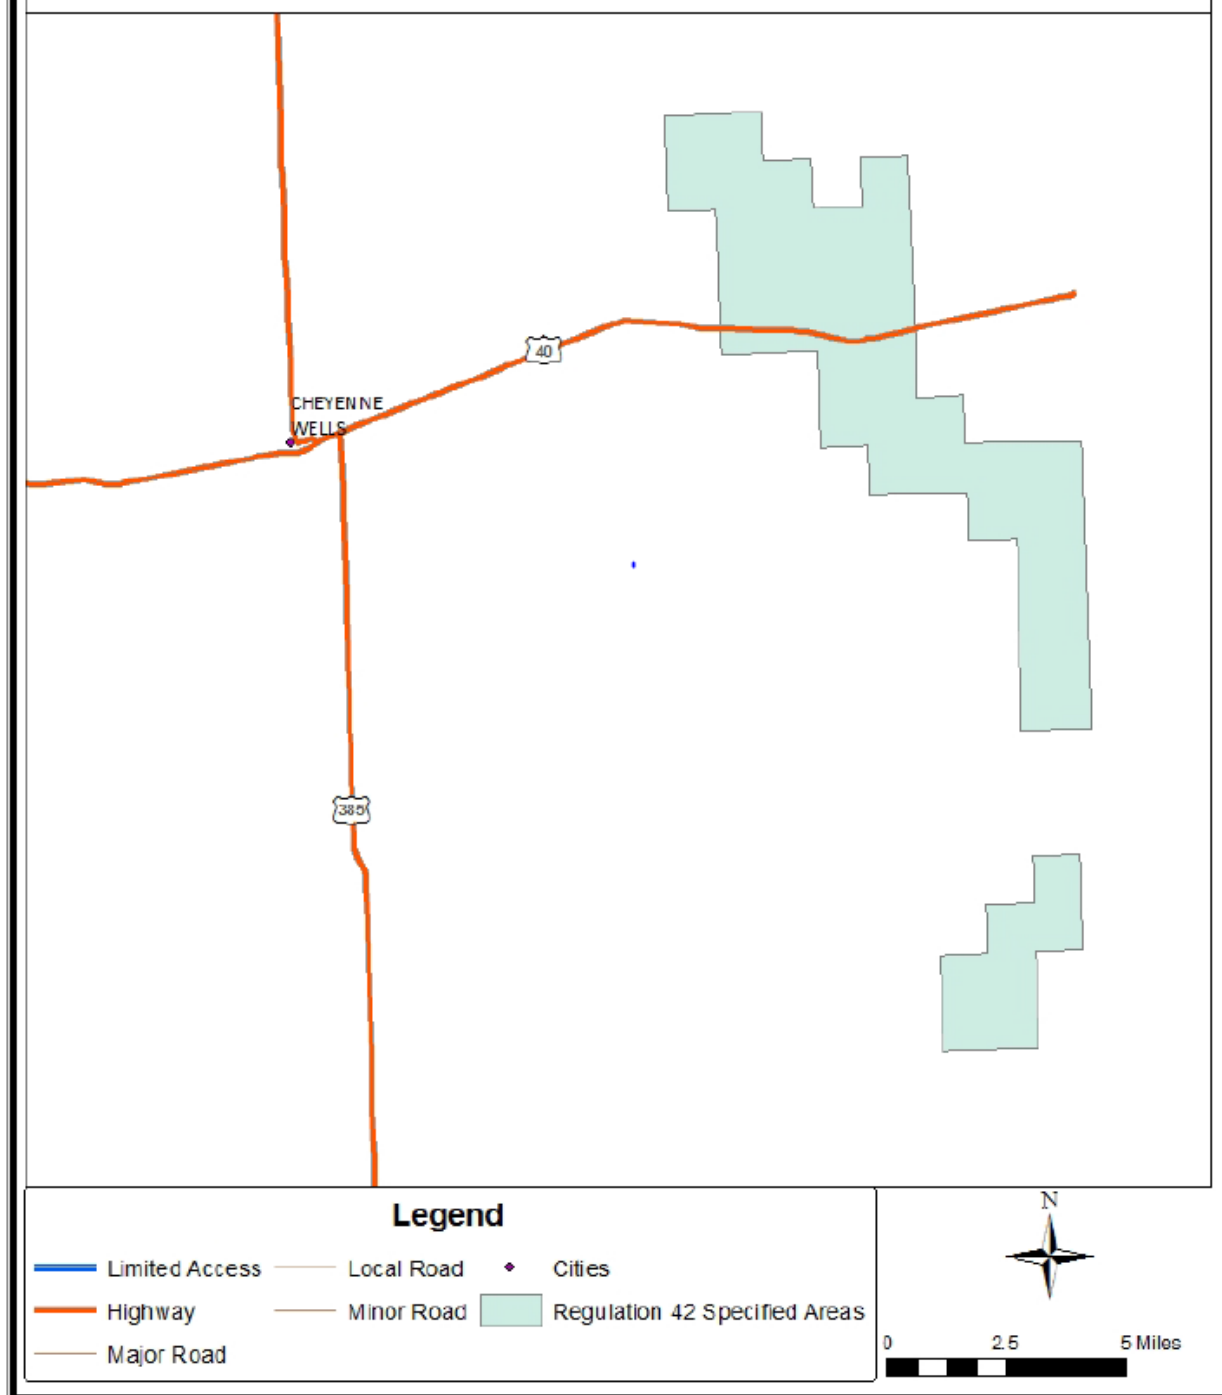 40
CHEYENNE
WELLS
385
Legend
Limited Access
Local Road
Cities
Highway
Minor Road
Regulation 42 Specified Areas
Major Road
N
0 2.5 5 Miles